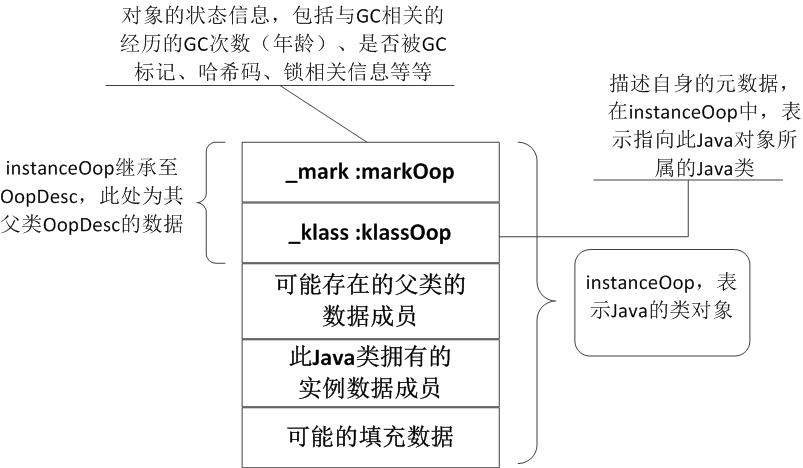 对象的状态信息，包括与GC相关的
经历的GC次数（年龄）、是否被GC
标记、哈希码、锁相关信息等等
描述自身的元数据，
在instanceOop中，表
示指向此Java对象所
属的Java类
instanceOop继承至
OopDesc，此处为其
父类OopDesc的数据
_mark :markOop
_klass :klassOop
可能存在的父类的
数据成员
此Java类拥有的
实例数据成员
可能的填充数据
instanceOop，表
示Java的类对象